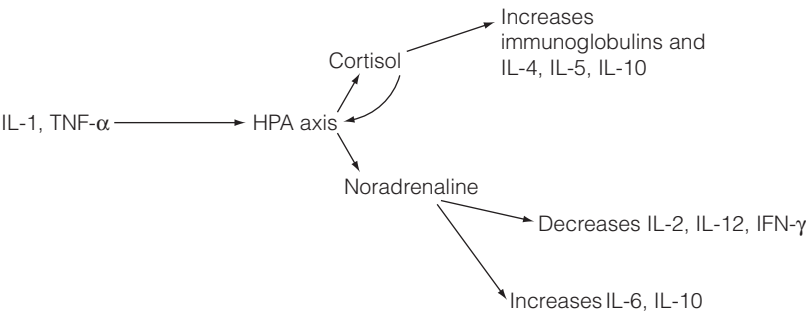 Increases
immunoglobulins and
IL-4, IL-5, IL-10
Cortisol
IL-1, TNF-α
HPA axis
Noradrenaline
Decreases IL-2, IL-12, IFN-γ
Increases IL-6, IL-10